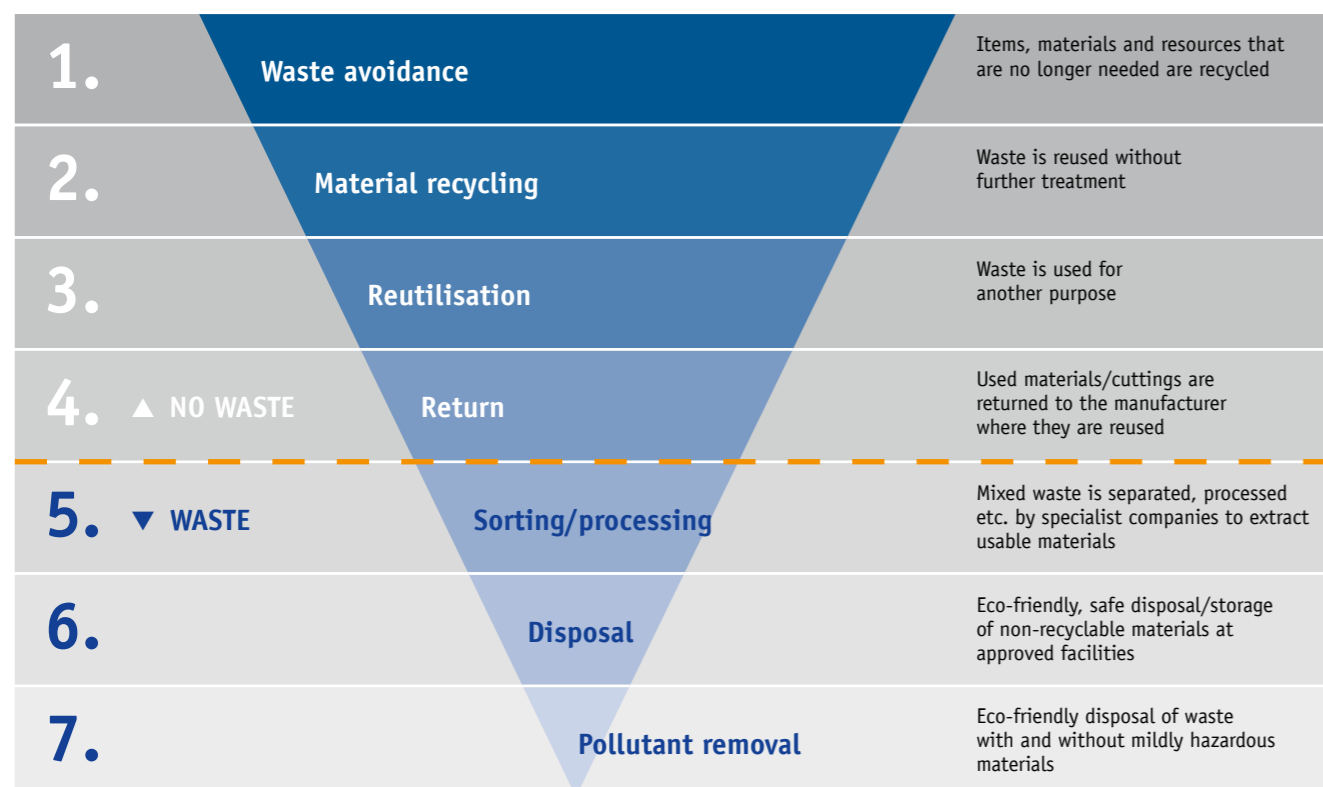 1.
Waste avoidance
Items, materials and resources that
are no longer needed are recycled
2.
Material recycling
Waste is reused without
further treatment
3.
Reutilisation
Waste is used for
another purpose
4. ▲ NO WASTE
Return
Used materials/cuttings are
returned to the manufacturer
where they are reused
5. ▼ WASTE
Sorting/processing
Mixed waste is separated, processed
etc. by specialist companies to extract
usable materials
6.
Disposal
Eco-friendly, safe disposal/storage
of non-recyclable materials at
approved facilities
7.
Pollutant removal
Eco-friendly disposal of waste
with and without mildly hazardous
materials